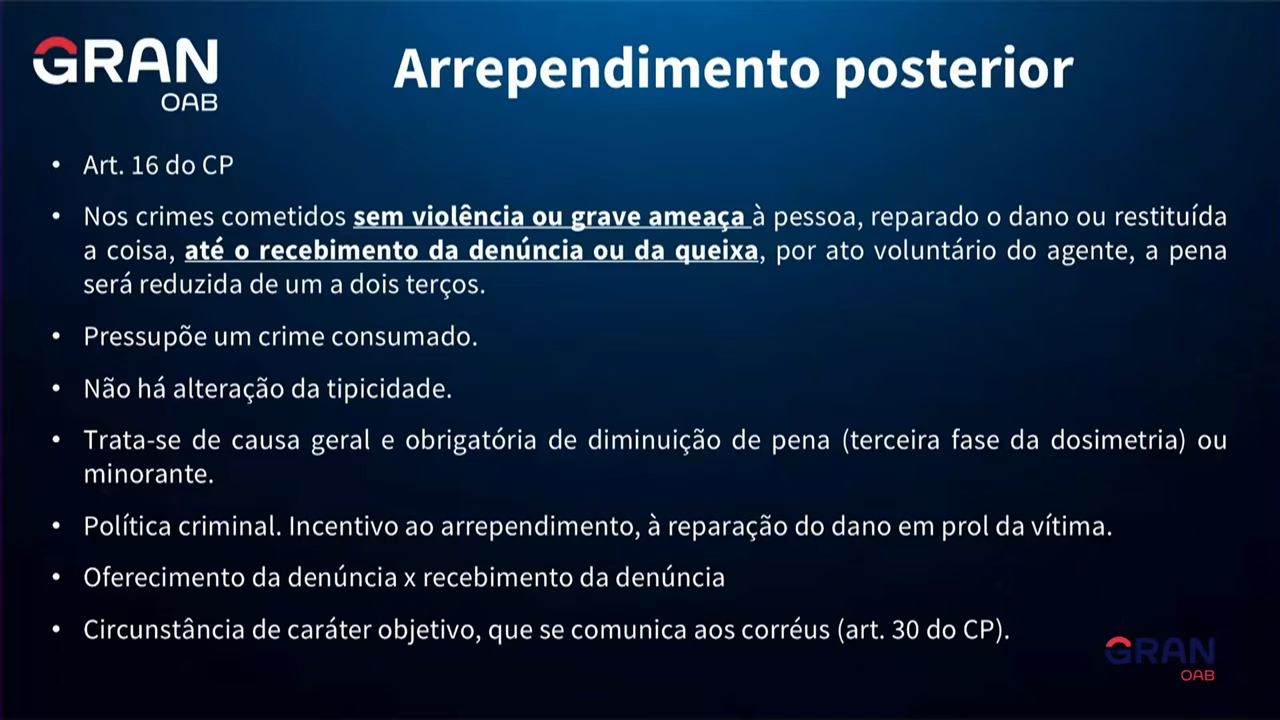 GRAN
OAB
Arrependimento posterior
• Art. 16 do CP
• Nos crimes cometidos sem violência ou grave ameaça à pessoa, reparado o dano ou restituída
a coisa, até o recebimento da denúncia ou da queixa, por ato voluntário do agente, a pena
será reduzida de um a dois terços.
• Pressupõe um crime consumado.
• Não há alteração da tipicidade.
• Trata-se de causa geral e obrigatória de diminuição de pena (terceira fase da dosimetria) ou
minorante.
• Política criminal. Incentivo ao arrependimento, à reparação do dano em prol da vítima.
• Oferecimento da denúncia x recebimento da denúncia
• Circunstância de caráter objetivo, que se comunica aos corréus (art. 30 do CP).
GRAN
OAB